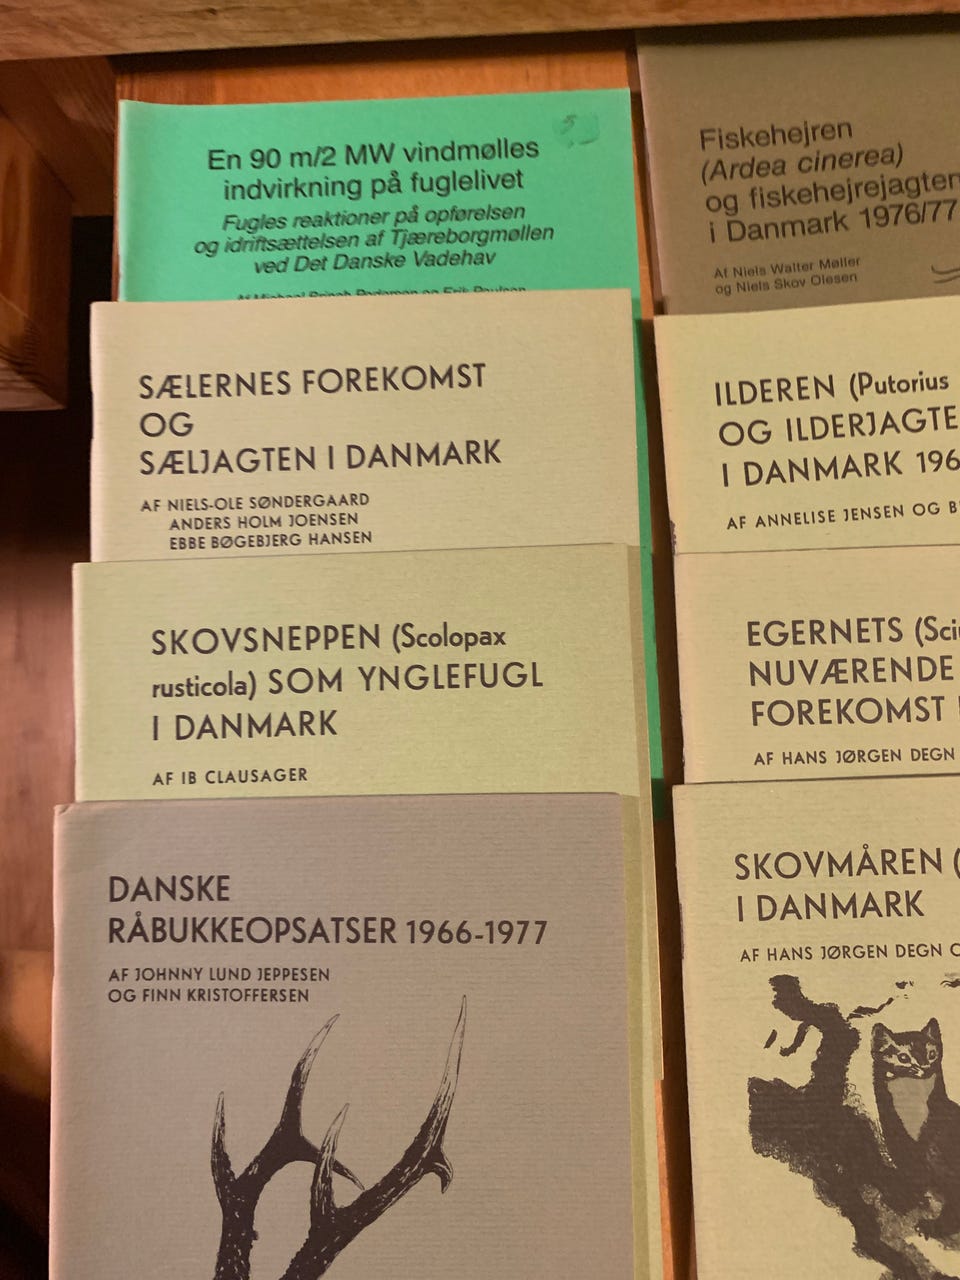 En 90 m/2 MW vindmølles
indvirkning på fuglelivet
Fugles reaktioner på opførelsen
og idriftsættelsen af Tjæreborgmøllen
ved Det Danske Vadehav
SÆLERNES FOREKOMST
OG
SÆLJAGTEN I DANMARK
AF NIELS-OLE SØNDERGAARD
ANDERS HOLM JOENSEN
EBBE BØGEBJERG HANSEN
SKOVSNEPPEN (Scolopax
rusticola) SOM YNGLEFUGL
I DANMARK
AF IB CLAUSAGER
DANSKE
RÅBUKKEOPSATSER 1966-1977
AF JOHNNY LUND JEPPESEN
OG FINN KRISTOFFERSEN
Fiskehejren
(Ardea cinerea)
og fiskehejrejagten
i Danmark 1976/77
Af Niels Walter Møller
og Niels Skov Olesen
ILDEREN (Putorius
OG ILDERJAGTE
I DANMARK 196
AF ANNELISE JENSEN OG
EGERNETS (Sci
NUVÆRENDE
FOREKOMST
AF HANS JØRGEN DEGN
SKOVMÅREN (
I DANMARK
AF HANS JØRGEN DEGN